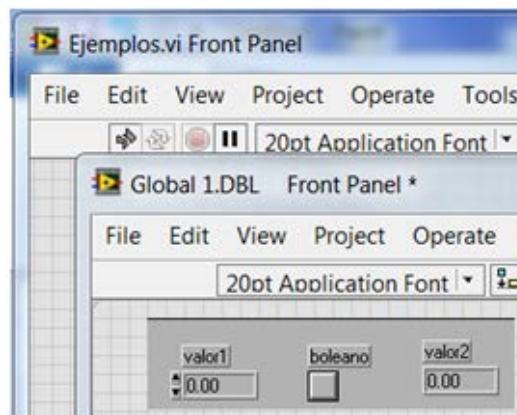 Ejemplos.vi Front Panel
File Edit View Project Operate Tools
20pt Application Font
Global 1.DBL Front Panel *
File Edit View Project Operate
20pt Application Font
valor1 boleano valor2
0.00 0.00